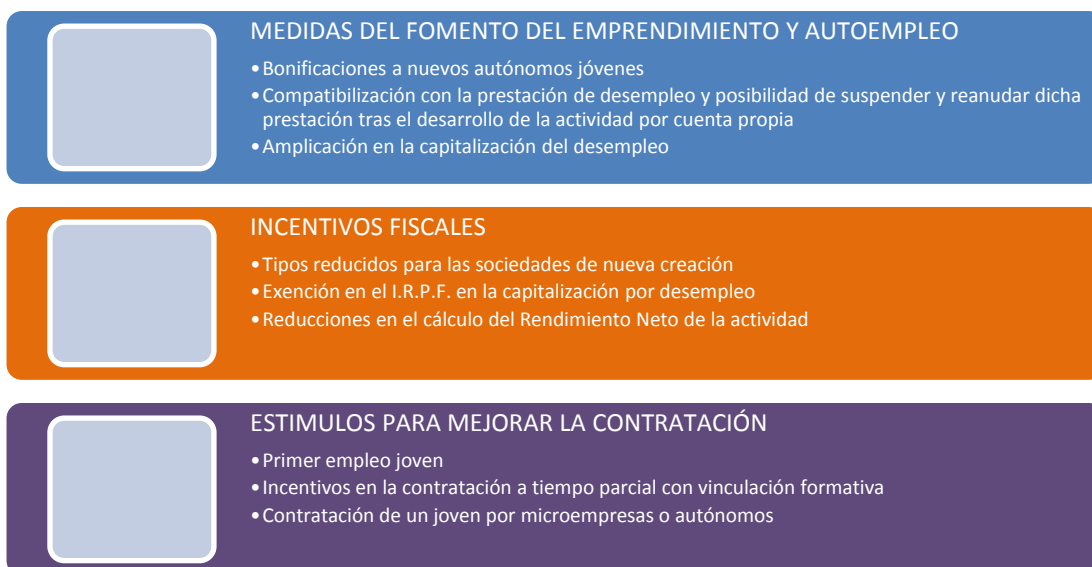 MEDIDAS DEL FOMENTO DEL EMPRENDIMIENTO Y AUTOEMPLEO
•Bonificaciones a nuevos autónomos jóvenes
•Compatibilización con la prestación de desempleo y posibilidad de suspender y reanudar dicha
prestación tras el desarrollo de la actividad por cuenta propia
•Amplicación en la capitalización del desempleo
INCENTIVOS FISCALES
•Tipos reducidos para las sociedades de nueva creación
•Exención en el I.R.P.F. en la capitalización por desempleo
•Reducciones en el cálculo del Rendimiento Neto de la actividad
ESTIMULOS PARA MEJORAR LA CONTRATACIÓN
•Primer empleo joven
•Incentivos en la contratación a tiempo parcial con vinculación formativa
•Contratación de un joven por microempresas o autónomos